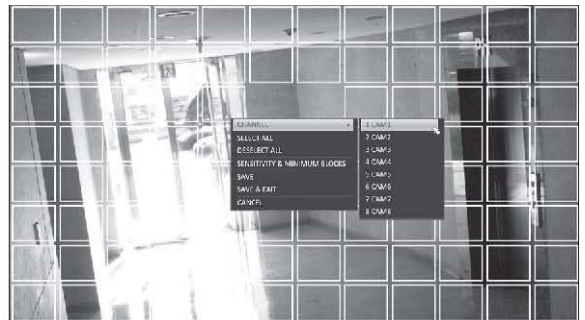 CHANNEL
SELECT ALL
DESELECT ALL
SENSITIVITY & MINIMUM BLOCKS
SAVE
SAVE & EXIT
CANCEL
1 CAM1
2 CAM2
3 CAM3
4 CAM4
5 CAM5
6 CAM6
7 CAM7
8 CAM8